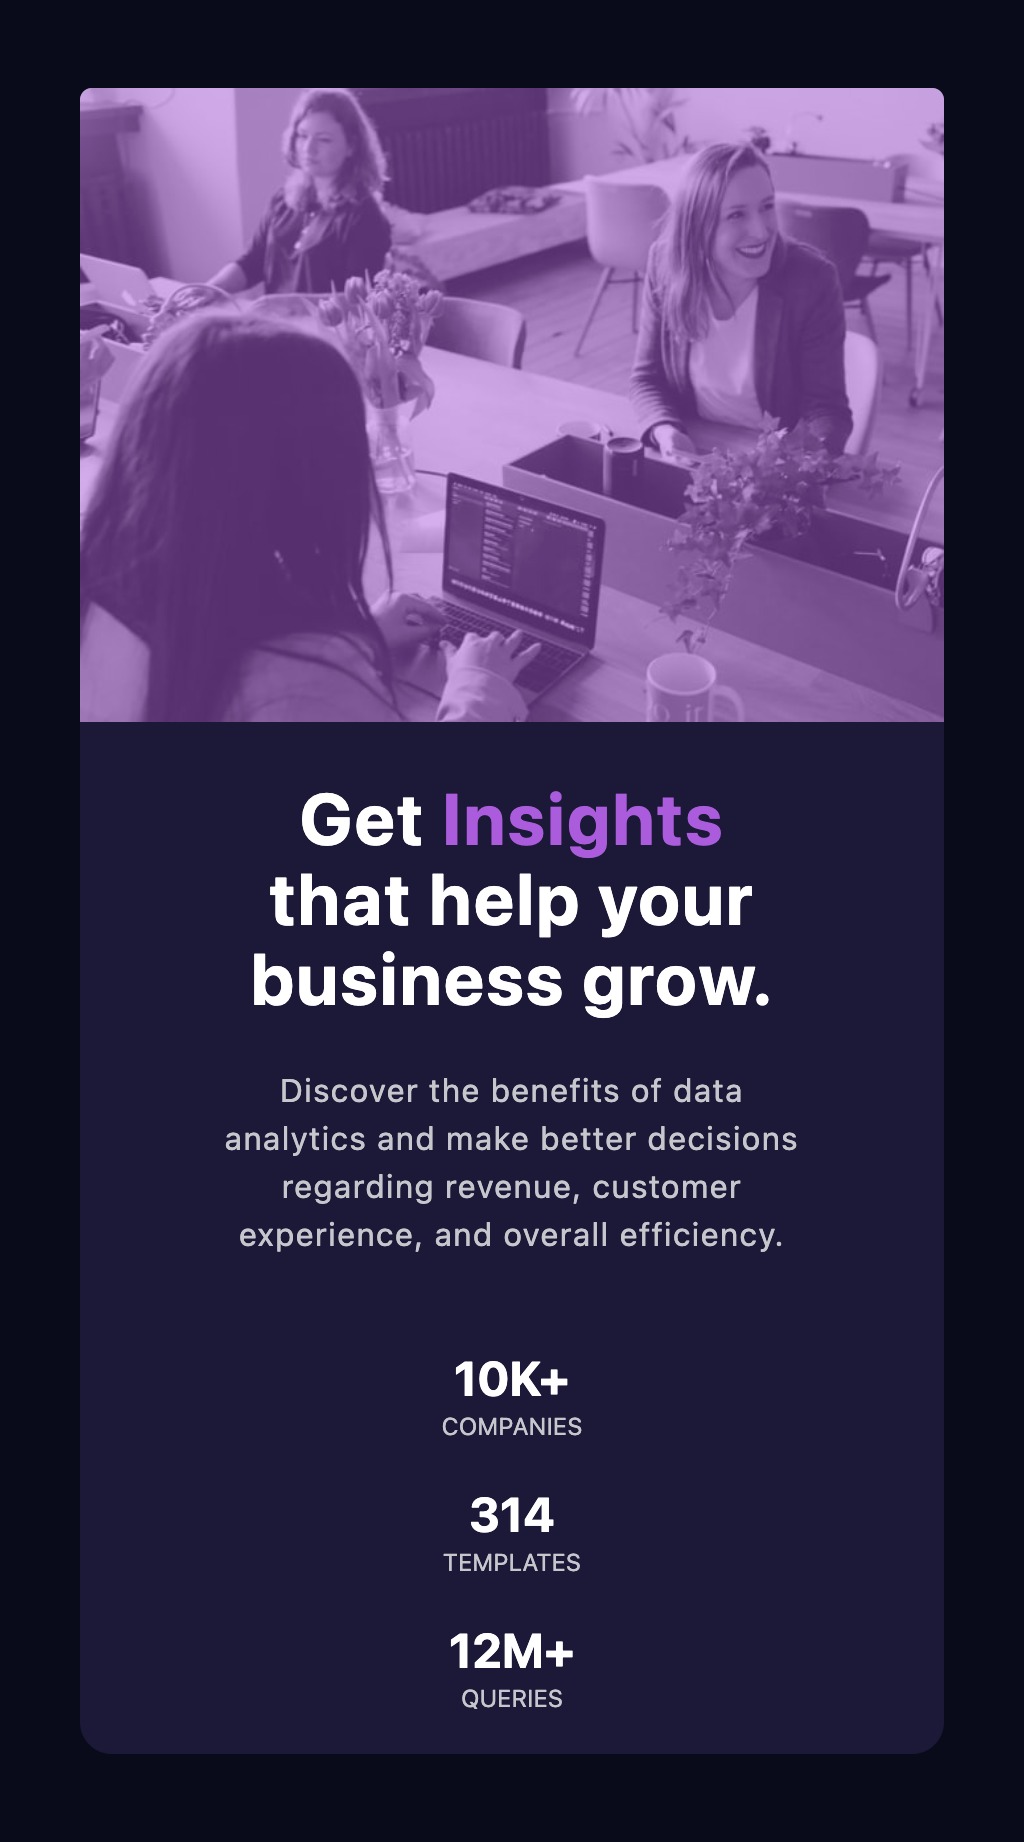 Get Insights
that help your
business grow.
Discover the benefits of data
analytics and make better decisions
regarding revenue, customer
experience, and overall efficiency.
10K+
COMPANIES
314
TEMPLATES
12M+
QUERIES